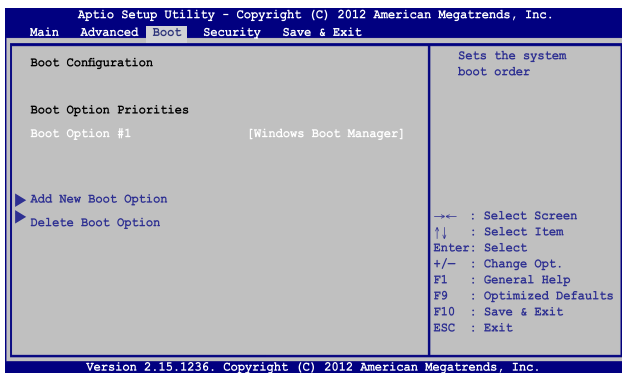 Aptio Setup Utility - Copyright (C) 2012 American Megatrends, Inc.
Main Advanced Boot Security Save & Exit
Boot Configuration
Boot Option Priorities
Boot Option #1 [Windows Boot Manager]
Add New Boot Option
Delete Boot Option
Sets the system
boot order
→← : Select Screen
↑↓ : Select Item
Enter: Select
+/— : Change Opt.
F1 : General Help
F9 : Optimized Defaults
F10 : Save & Exit
ESC : Exit
Version 2.15.1236. Copyright (C) 2012 American Megatrends, Inc.